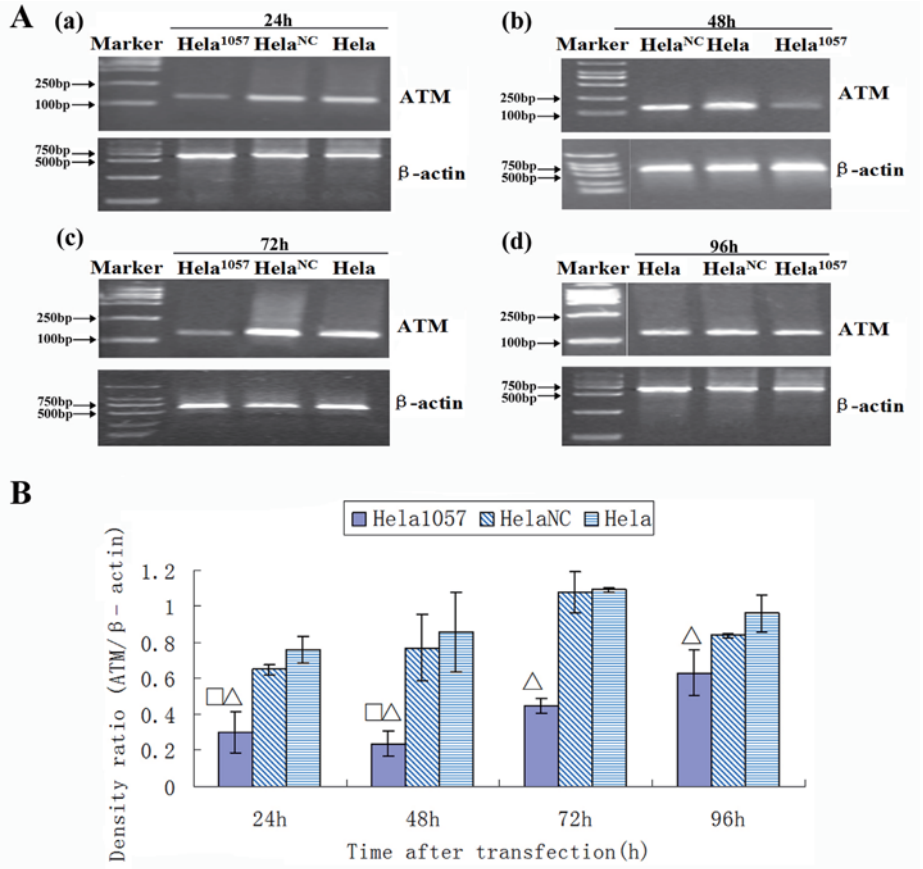 A
(a)
24h
Marker Hela1057 HelaNC Hela
250bp
100bp
ATM
750bp
500bp
β-actin
(b)
48h
Marker HelaNC Hela Hela1057
250bp
100bp
ATM
750bp
500bp
β-actin
(c)
72h
Marker Hela1057 HelaNC Hela
250bp
100bp
ATM
750bp
500bp
β-actin
(d)
96h
Marker Hela HelaNC Hela1057
250bp
100bp
ATM
750bp
500bp
β-actin
B
Hela1057 HelaNC Hela
Density ratio (ATM/β- actin)
1.2
1
0.8
0.6
0.4
0.2
0
□△
□△
△
△
24h 48h 72h 96h
Time after transfection(h)